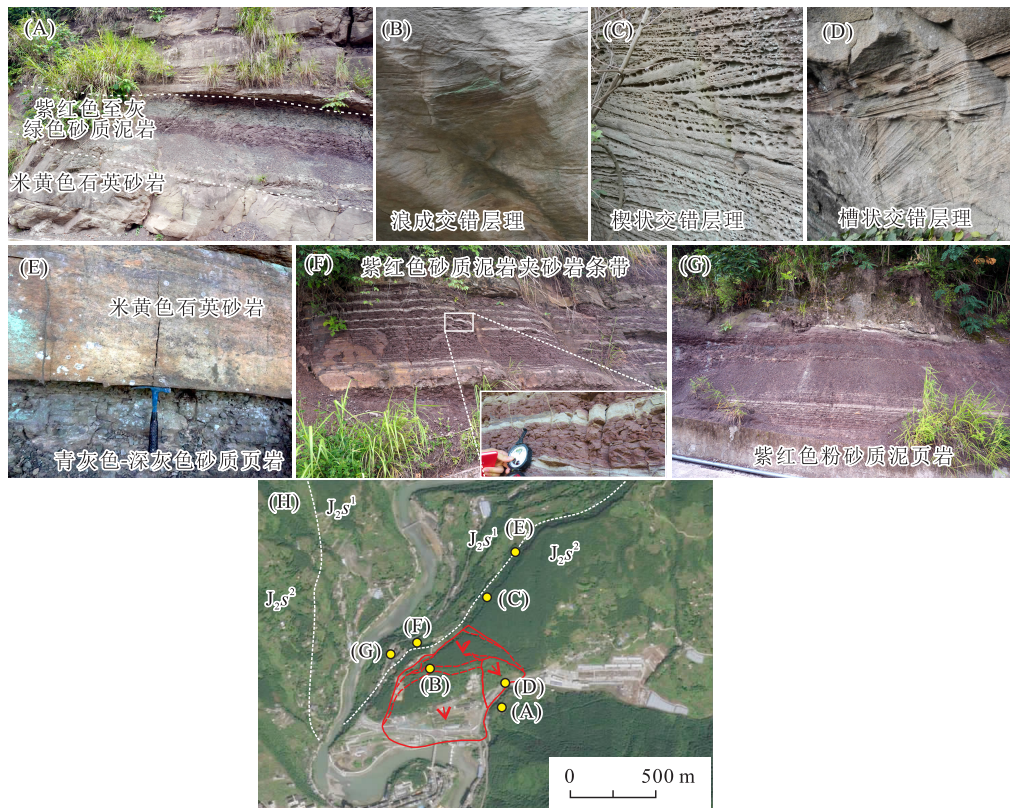 (A)
紫红色至灰
绿色砂质泥岩
米黄色石英砂岩
(B)
浪成交错层理
(C)
楔状交错层理
(D)
槽状交错层理
(E)
米黄色石英砂岩
青灰色-深灰色砂质页岩
(F)
紫红色砂质泥岩夹砂岩条带
(G)
紫红色粉砂质泥页岩
(H)
J₂s¹
J₂s²
J₂s¹
(E)
J₂s²
(C)
(F)
(G)
(B)
(D)
(A)
0 500 m